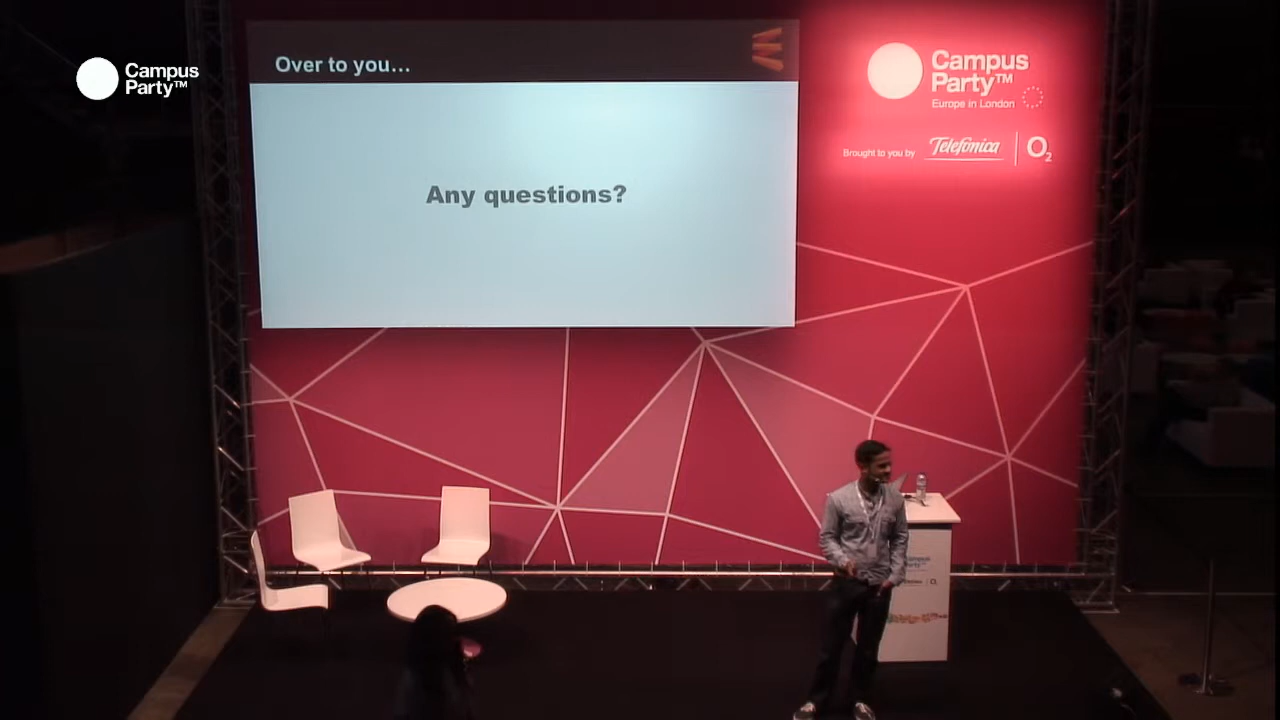 Campus
Party™
Over to you...
Any questions?
Campus
Party™
Europe in London
Brought to you by
Telefónica
O2